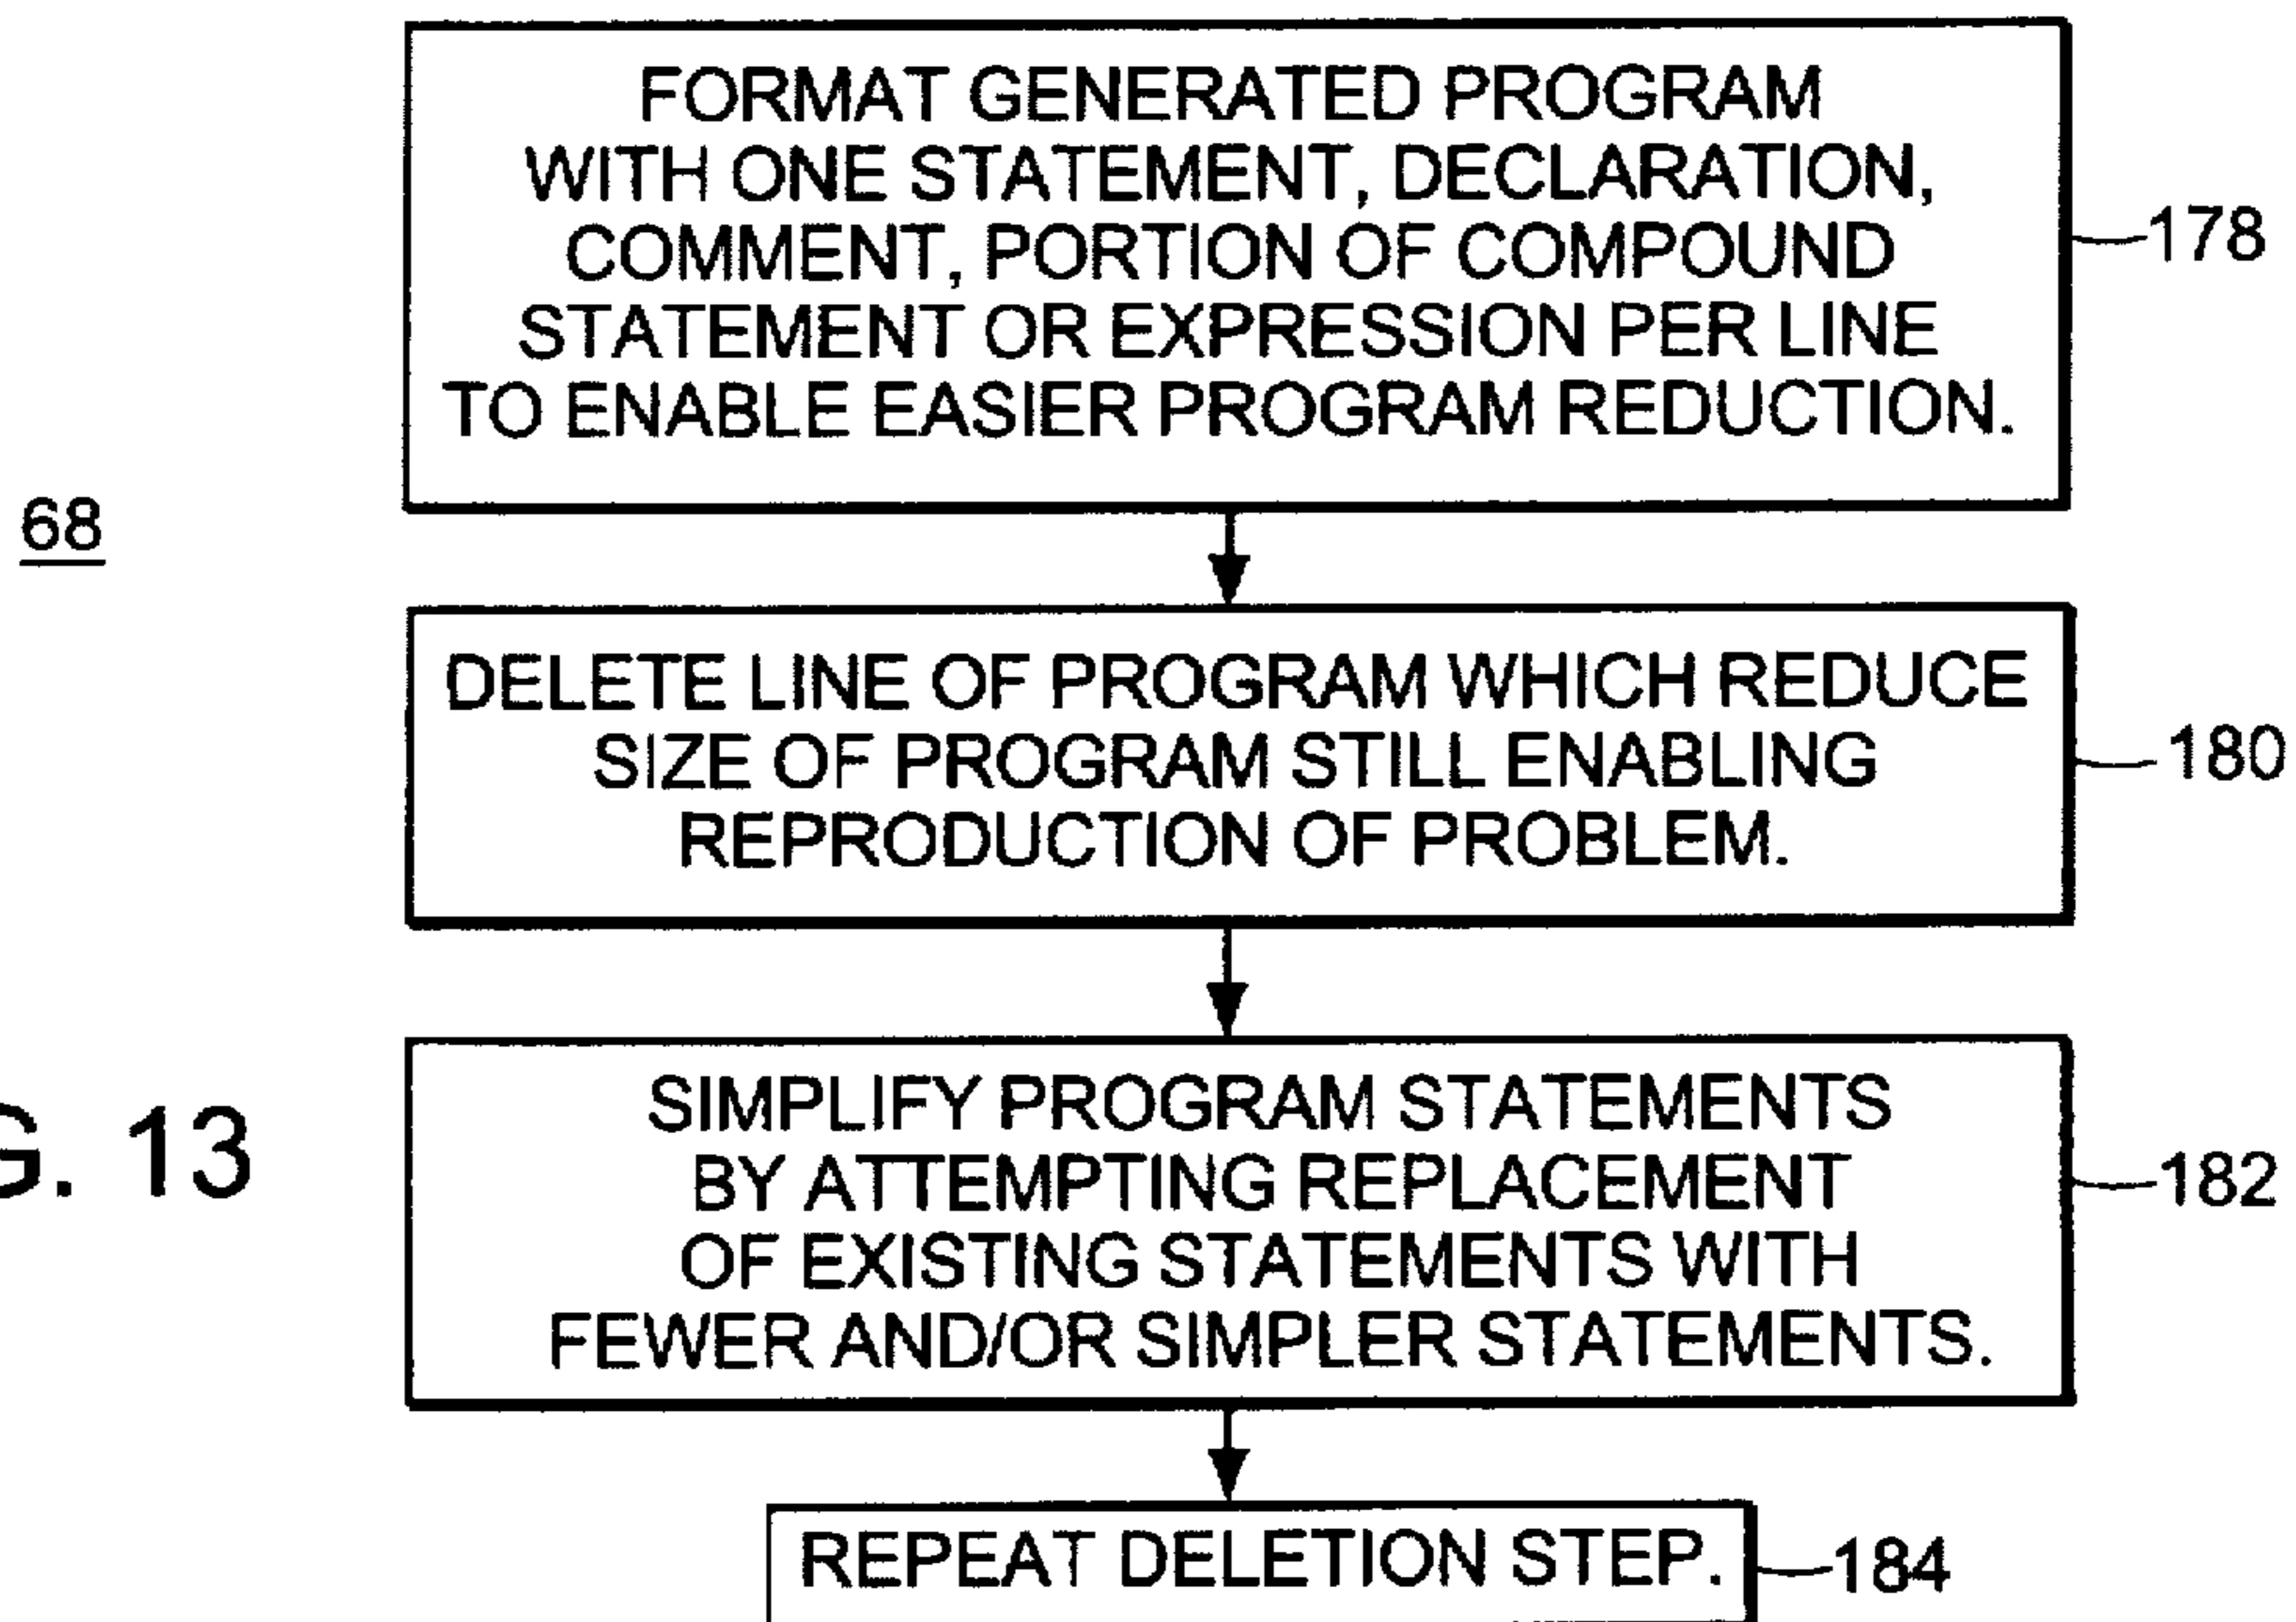 FORMAT GENERATED PROGRAM
WITH ONE STATEMENT, DECLARATION,
COMMENT, PORTION OF COMPOUND
STATEMENT OR EXPRESSION PER LINE
TO ENABLE EASIER PROGRAM REDUCTION.
178
68
DELETE LINE OF PROGRAM WHICH REDUCE
SIZE OF PROGRAM STILL ENABLING
REPRODUCTION OF PROBLEM.
180
SIMPLIFY PROGRAM STATEMENTS
BY ATTEMPTING REPLACEMENT
OF EXISTING STATEMENTS WITH
FEWER AND/OR SIMPLER STATEMENTS.
182
G. 13
REPEAT DELETION STEP.
184